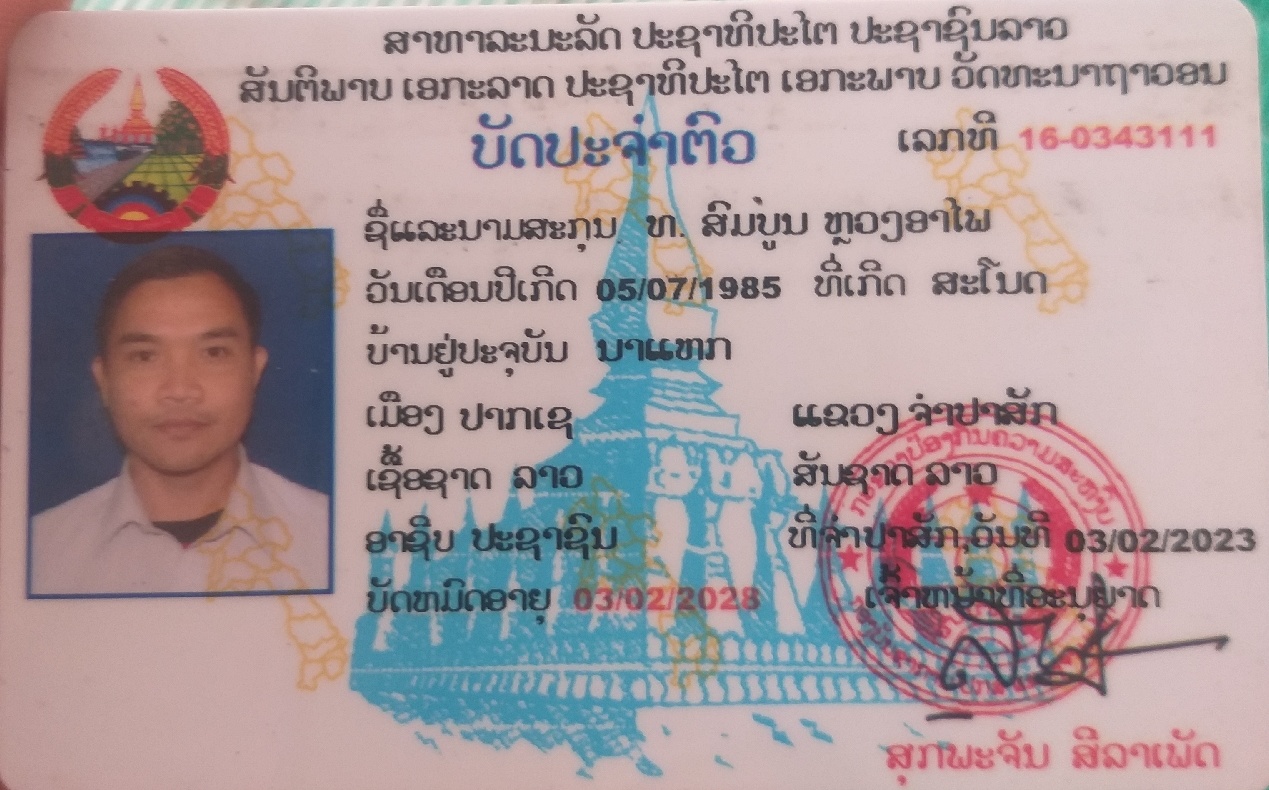 ສາທາລະນະລັດ ປະຊາທິປະໄຕ ປະຊາຊົນລາວ
ສັນຕິພາບ ເອກະລາດ ປະຊາທິປະໄຕ ເອກະພາບ ວັດທະນາຖາວອນ
ບັດປະຈຳຕົວ ເລກທີ 16-0343111
ຊື່ແລະນາມສະກຸນ ທ. ສົມບູ່ນ ຫຼວງອາໄພ
ວັນເດືອນປີເກີດ 05/07/1985 ທີ່ເກີດ ສະໂນດ
ບ້ານຢູ່ປະຈຸບັນ ນາແຫກ
ເມືອງ ປາກເຊ ແຂວງ ຈຳປາສັກ
ເຊື້ອຊາດ ລາວ ສັນຊາດ ລາວ
ອາຊີບ ປະຊາຊົນ ທີ່ຈຳປາສັກ,ວັນທີ 03/02/2023
ບັດຫມົດອາຍຸ 03/02/2028 ເຈົ້າຫນ້າທີ່ອະນຸຍາດ
ສຸກພະຈັນ ສີລາເພັດ